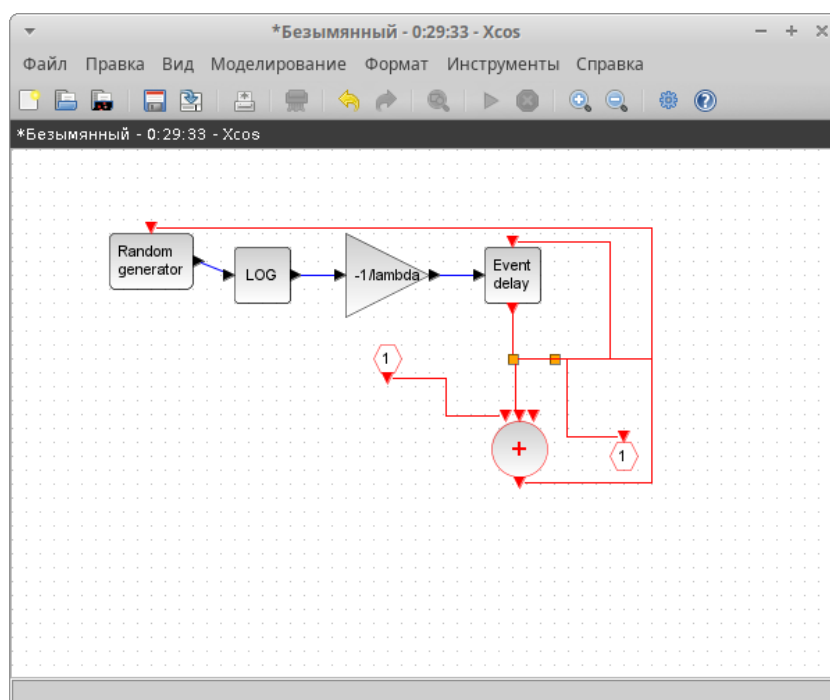 *Безымянный - 0:29:33 - Xcos
Файл Правка Вид Моделирование Формат Инструменты Справка
*Безымянный - 0:29:33 - Xcos
Random
generator
LOG
-1/lambda
Event
delay
1
+
1